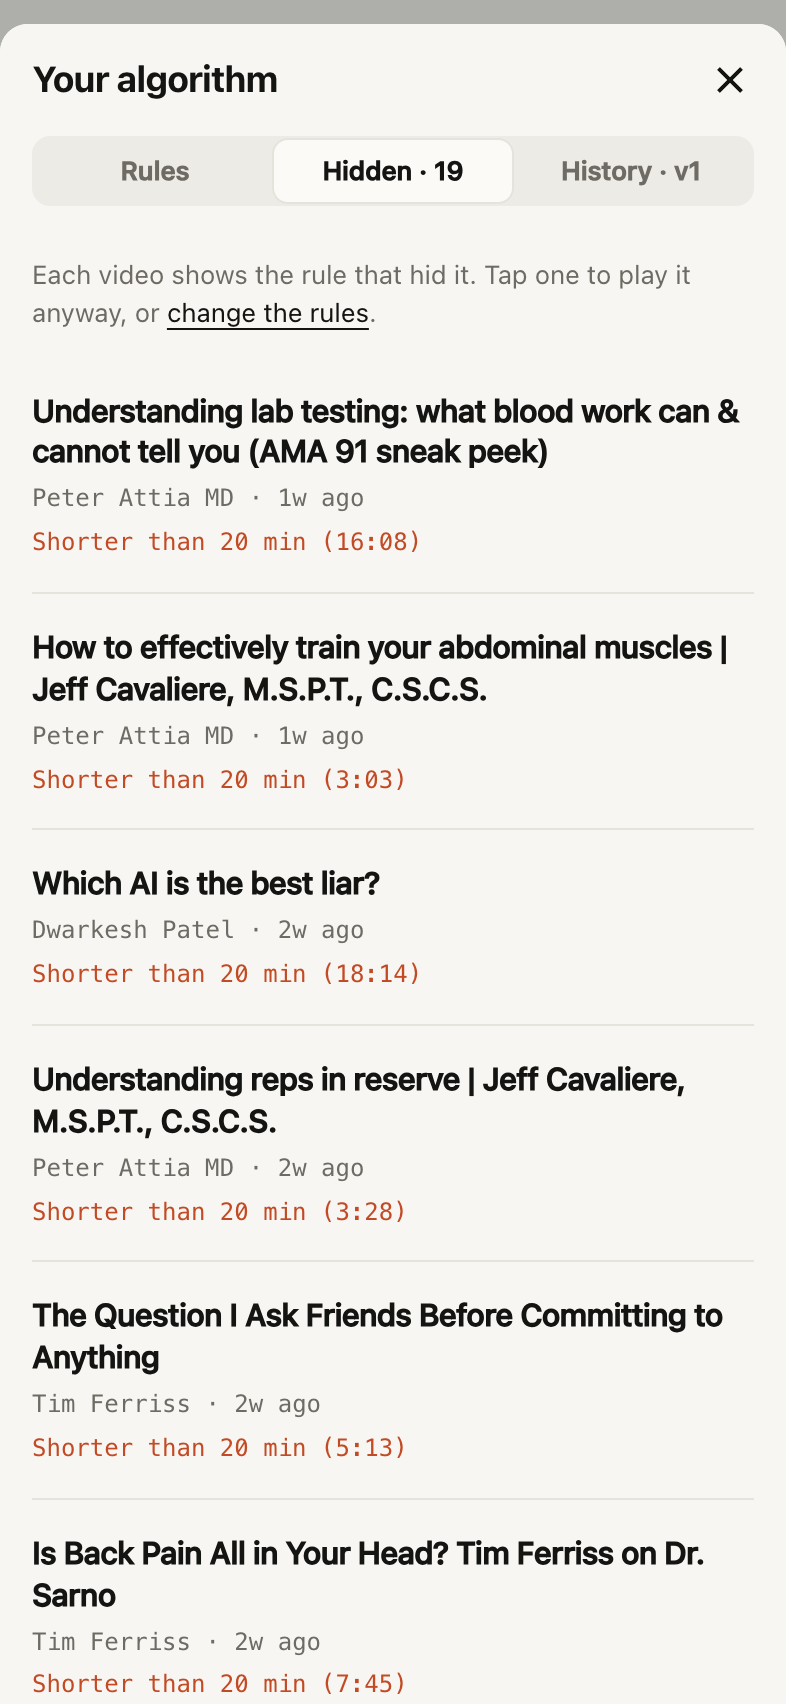 Your algorithm
Rules
Hidden · 19
History · v1
Each video shows the rule that hid it. Tap one to play it
anyway, or change the rules.
Understanding lab testing: what blood work can &
cannot tell you (AMA 91 sneak peek)
Peter Attia MD · 1w ago
Shorter than 20 min (16:08)
How to effectively train your abdominal muscles |
Jeff Cavaliere, M.S.P.T., C.S.C.S.
Peter Attia MD · 1w ago
Shorter than 20 min (3:03)
Which AI is the best liar?
Dwarkesh Patel · 2w ago
Shorter than 20 min (18:14)
Understanding reps in reserve | Jeff Cavaliere,
M.S.P.T., C.S.C.S.
Peter Attia MD · 2w ago
Shorter than 20 min (3:28)
The Question I Ask Friends Before Committing to
Anything
Tim Ferriss · 2w ago
Shorter than 20 min (5:13)
Is Back Pain All in Your Head? Tim Ferriss on Dr.
Sarno
Tim Ferriss · 2w ago
Shorter than 20 min (7:45)